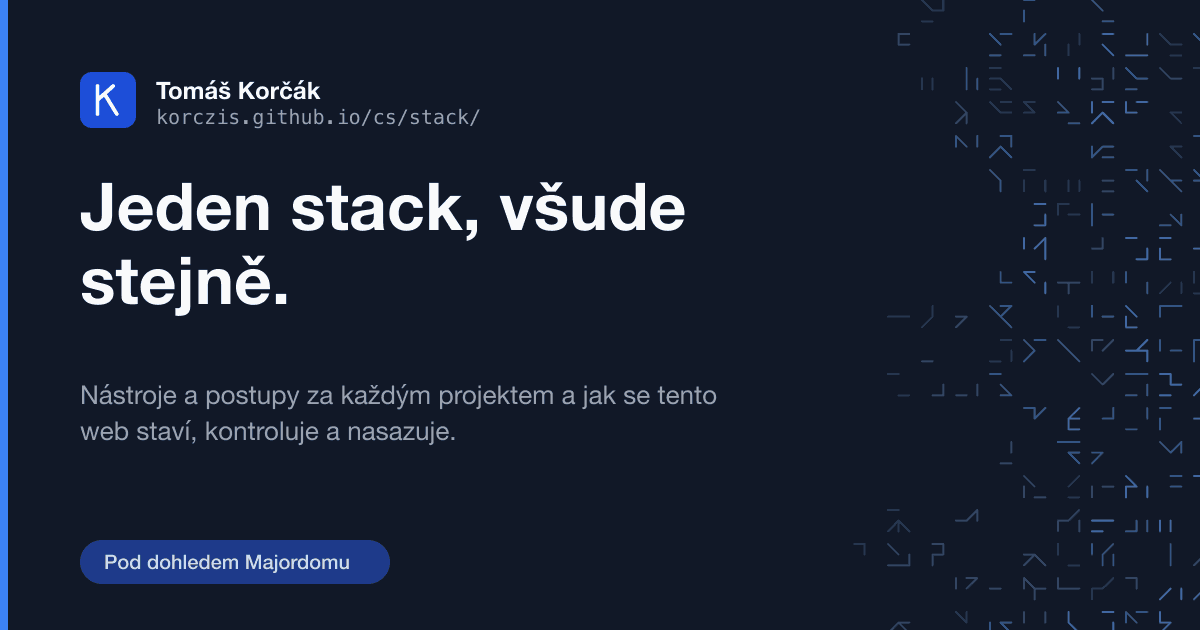 K
Tomáš Korčák
korczis.github.io/cs/stack/
Jeden stack, všude
stejně.
Nástroje a postupy za každým projektem a jak se tento
web staví, kontroluje a nasazuje.
Pod dohledem Majordomu